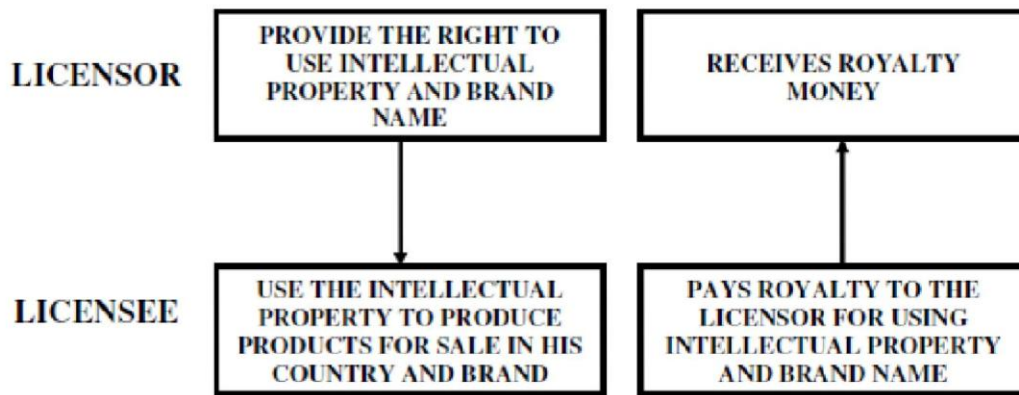 LICENSOR
PROVIDE THE RIGHT TO
USE INTELLECTUAL
PROPERTY AND BRAND
NAME
RECEIVES ROYALTY
MONEY
LICENSEE
USE THE INTELLECTUAL
PROPERTY TO PRODUCE
PRODUCTS FOR SALE IN HIS
COUNTRY AND BRAND
PAYS ROYALTY TO THE
LICENSOR FOR USING
INTELLECTUAL PROPERTY
AND BRAND NAME